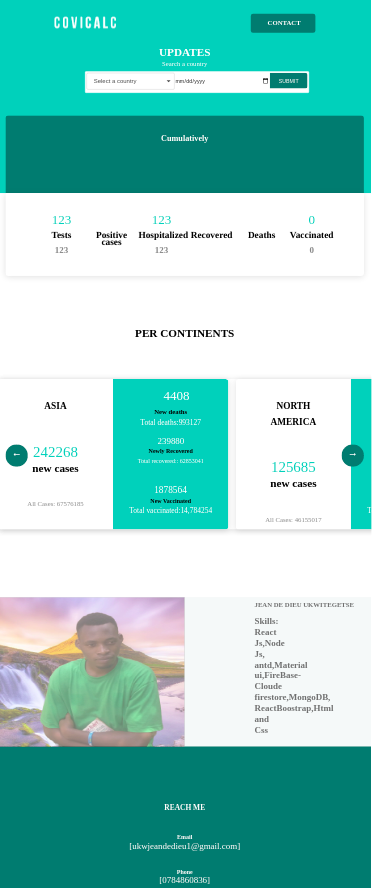 COVICALC
CONTACT
UPDATES
Search a country
Select a country
mm/dd/yyyy
SUBMIT
Cumulatively
123 123 0
Tests Positive cases Hospitalized Recovered Deaths Vaccinated
123 123 0
PER CONTINENTS
ASIA
242268
new cases
All Cases: 67576185
4408
New deaths
Total deaths:993127
239880
Newly Recovered
Total recovered : 62853041
1878564
New Vaccinated
Total vaccinated:14,784254
NORTH
AMERICA
125685
new cases
All Cases: 46155017
←
→
JEAN DE DIEU UKWITEGETSE
Skills:
React
Js,Node
Js,
antd,Material
ui,FireBase-
Cloude
firestore,MongoDB,
ReactBoostrap,Html
and
Css
REACH ME
Email
[ukwjeandedieu1@gmail.com]
Phone
[0784860836]